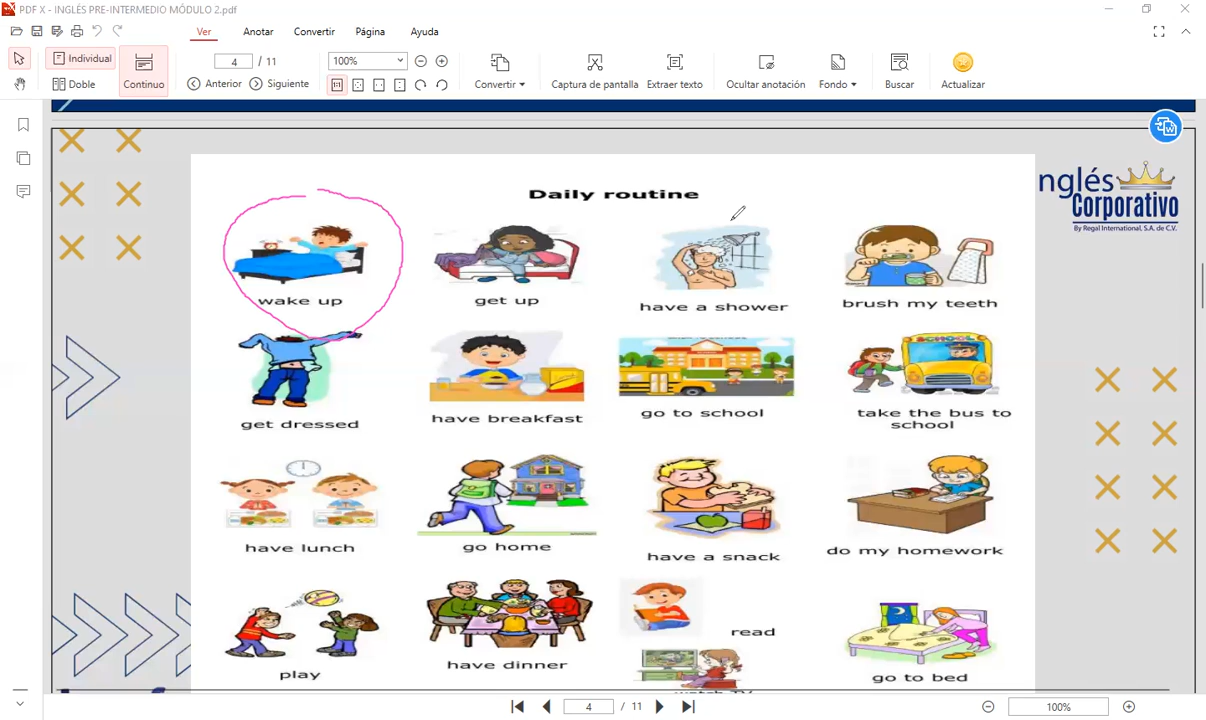 PDF X - INGLÉS PRE-INTERMEDIO MÓDULO 2.pdf
Ver Anotar Convertir Página Ayuda
Individual
Doble
Continuo
4 / 11
Anterior Siguiente
100%
Convertir
Captura de pantalla
Extraer texto
Ocultar anotación
Fondo
Buscar
Actualizar
nglés
Corporativo
By Regal International. S.A. de C.V.
Daily routine
wake up
get up
have a shower
brush my teeth
get dressed
have breakfast
SCHOOL
go to school
take the bus to
school
have lunch
go home
have a snack
do my homework
play
have dinner
read
watch TV
go to bed
4 / 11
100%